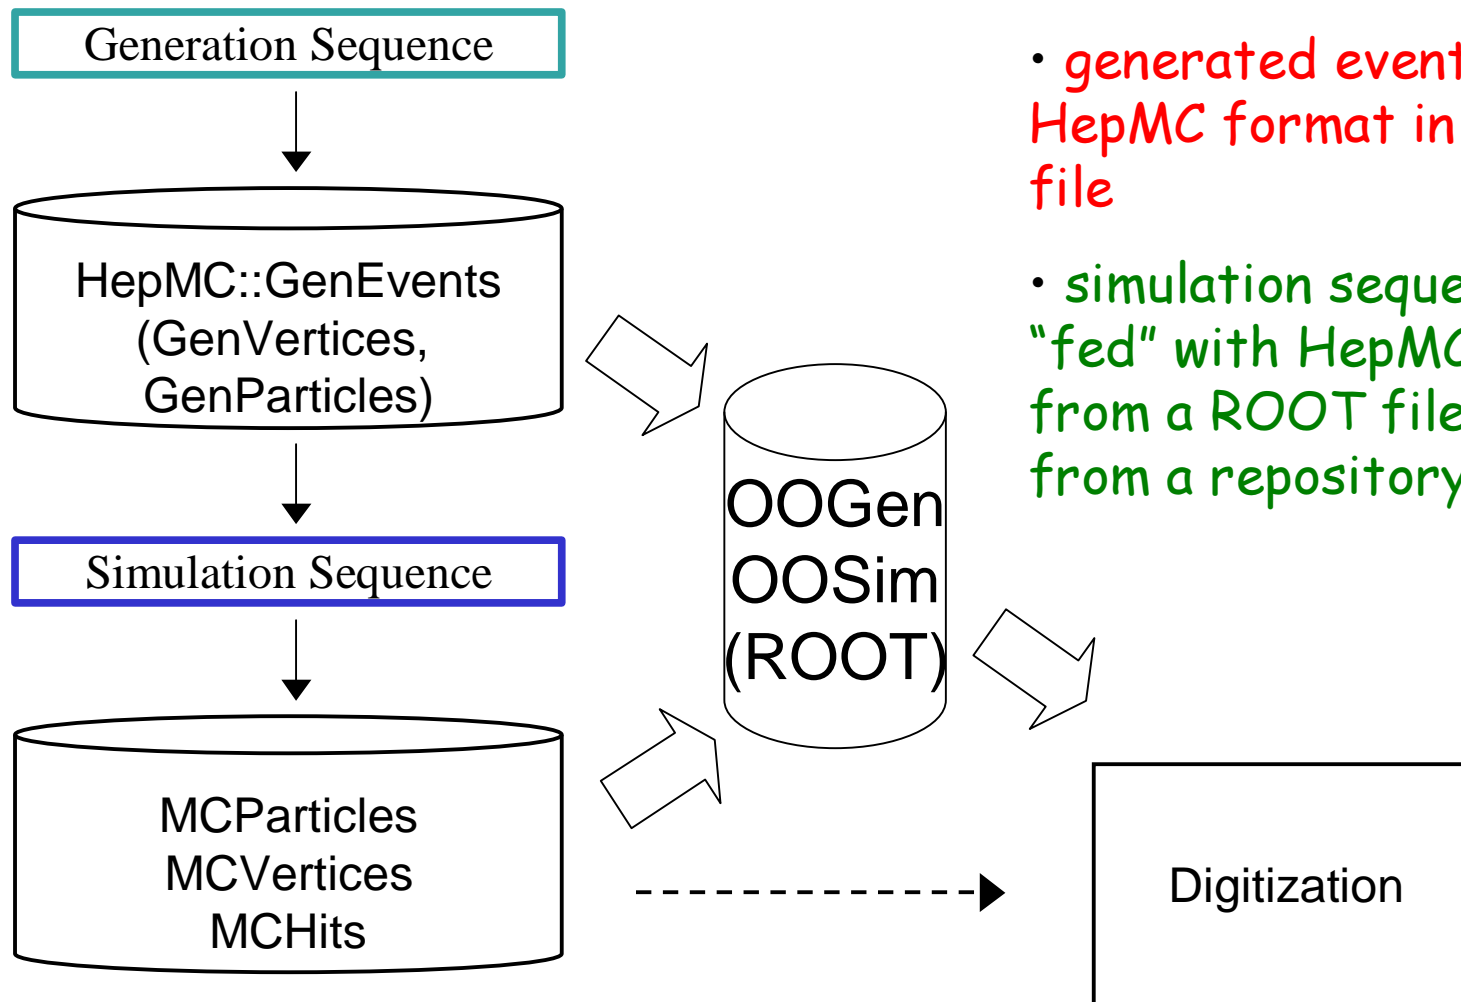 Generation Sequence
HepMC::GenEvents
(GenVertices,
GenParticles)
Simulation Sequence
MCParticles
MCVertices
MCHits
OOGen
OOSim
(ROOT)
• generated event
HepMC format in
file
• simulation seque
“fed” with HepMC
from a ROOT file
from a repository
Digitization